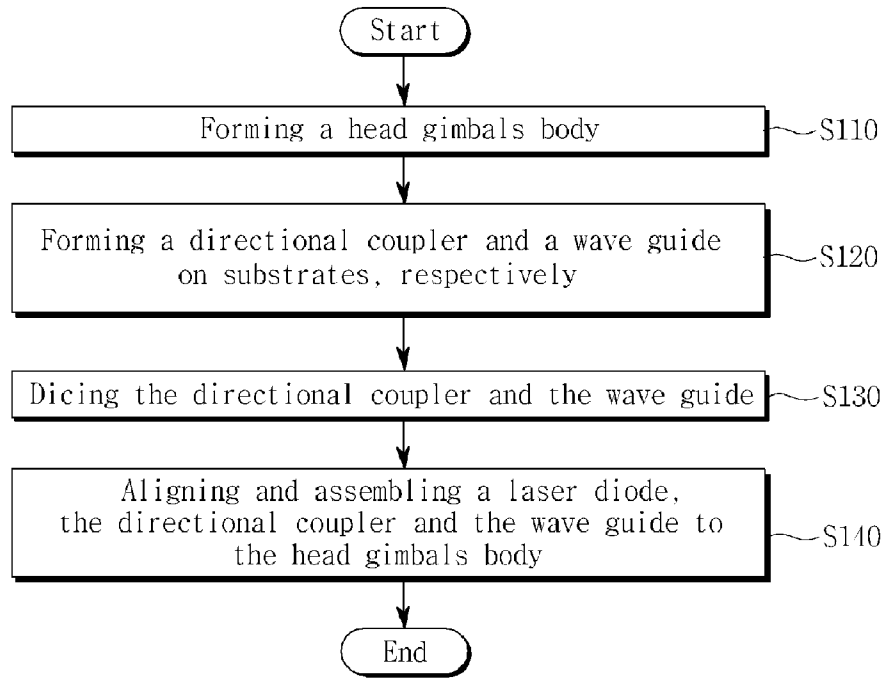 Start
Forming a head gimbals body
S110
Forming a directional coupler and a wave guide
on substrates, respectively
S120
Dicing the directional coupler and the wave guide
S130
Aligning and assembling a laser diode,
the directional coupler and the wave guide to
the head gimbals body
S140
End